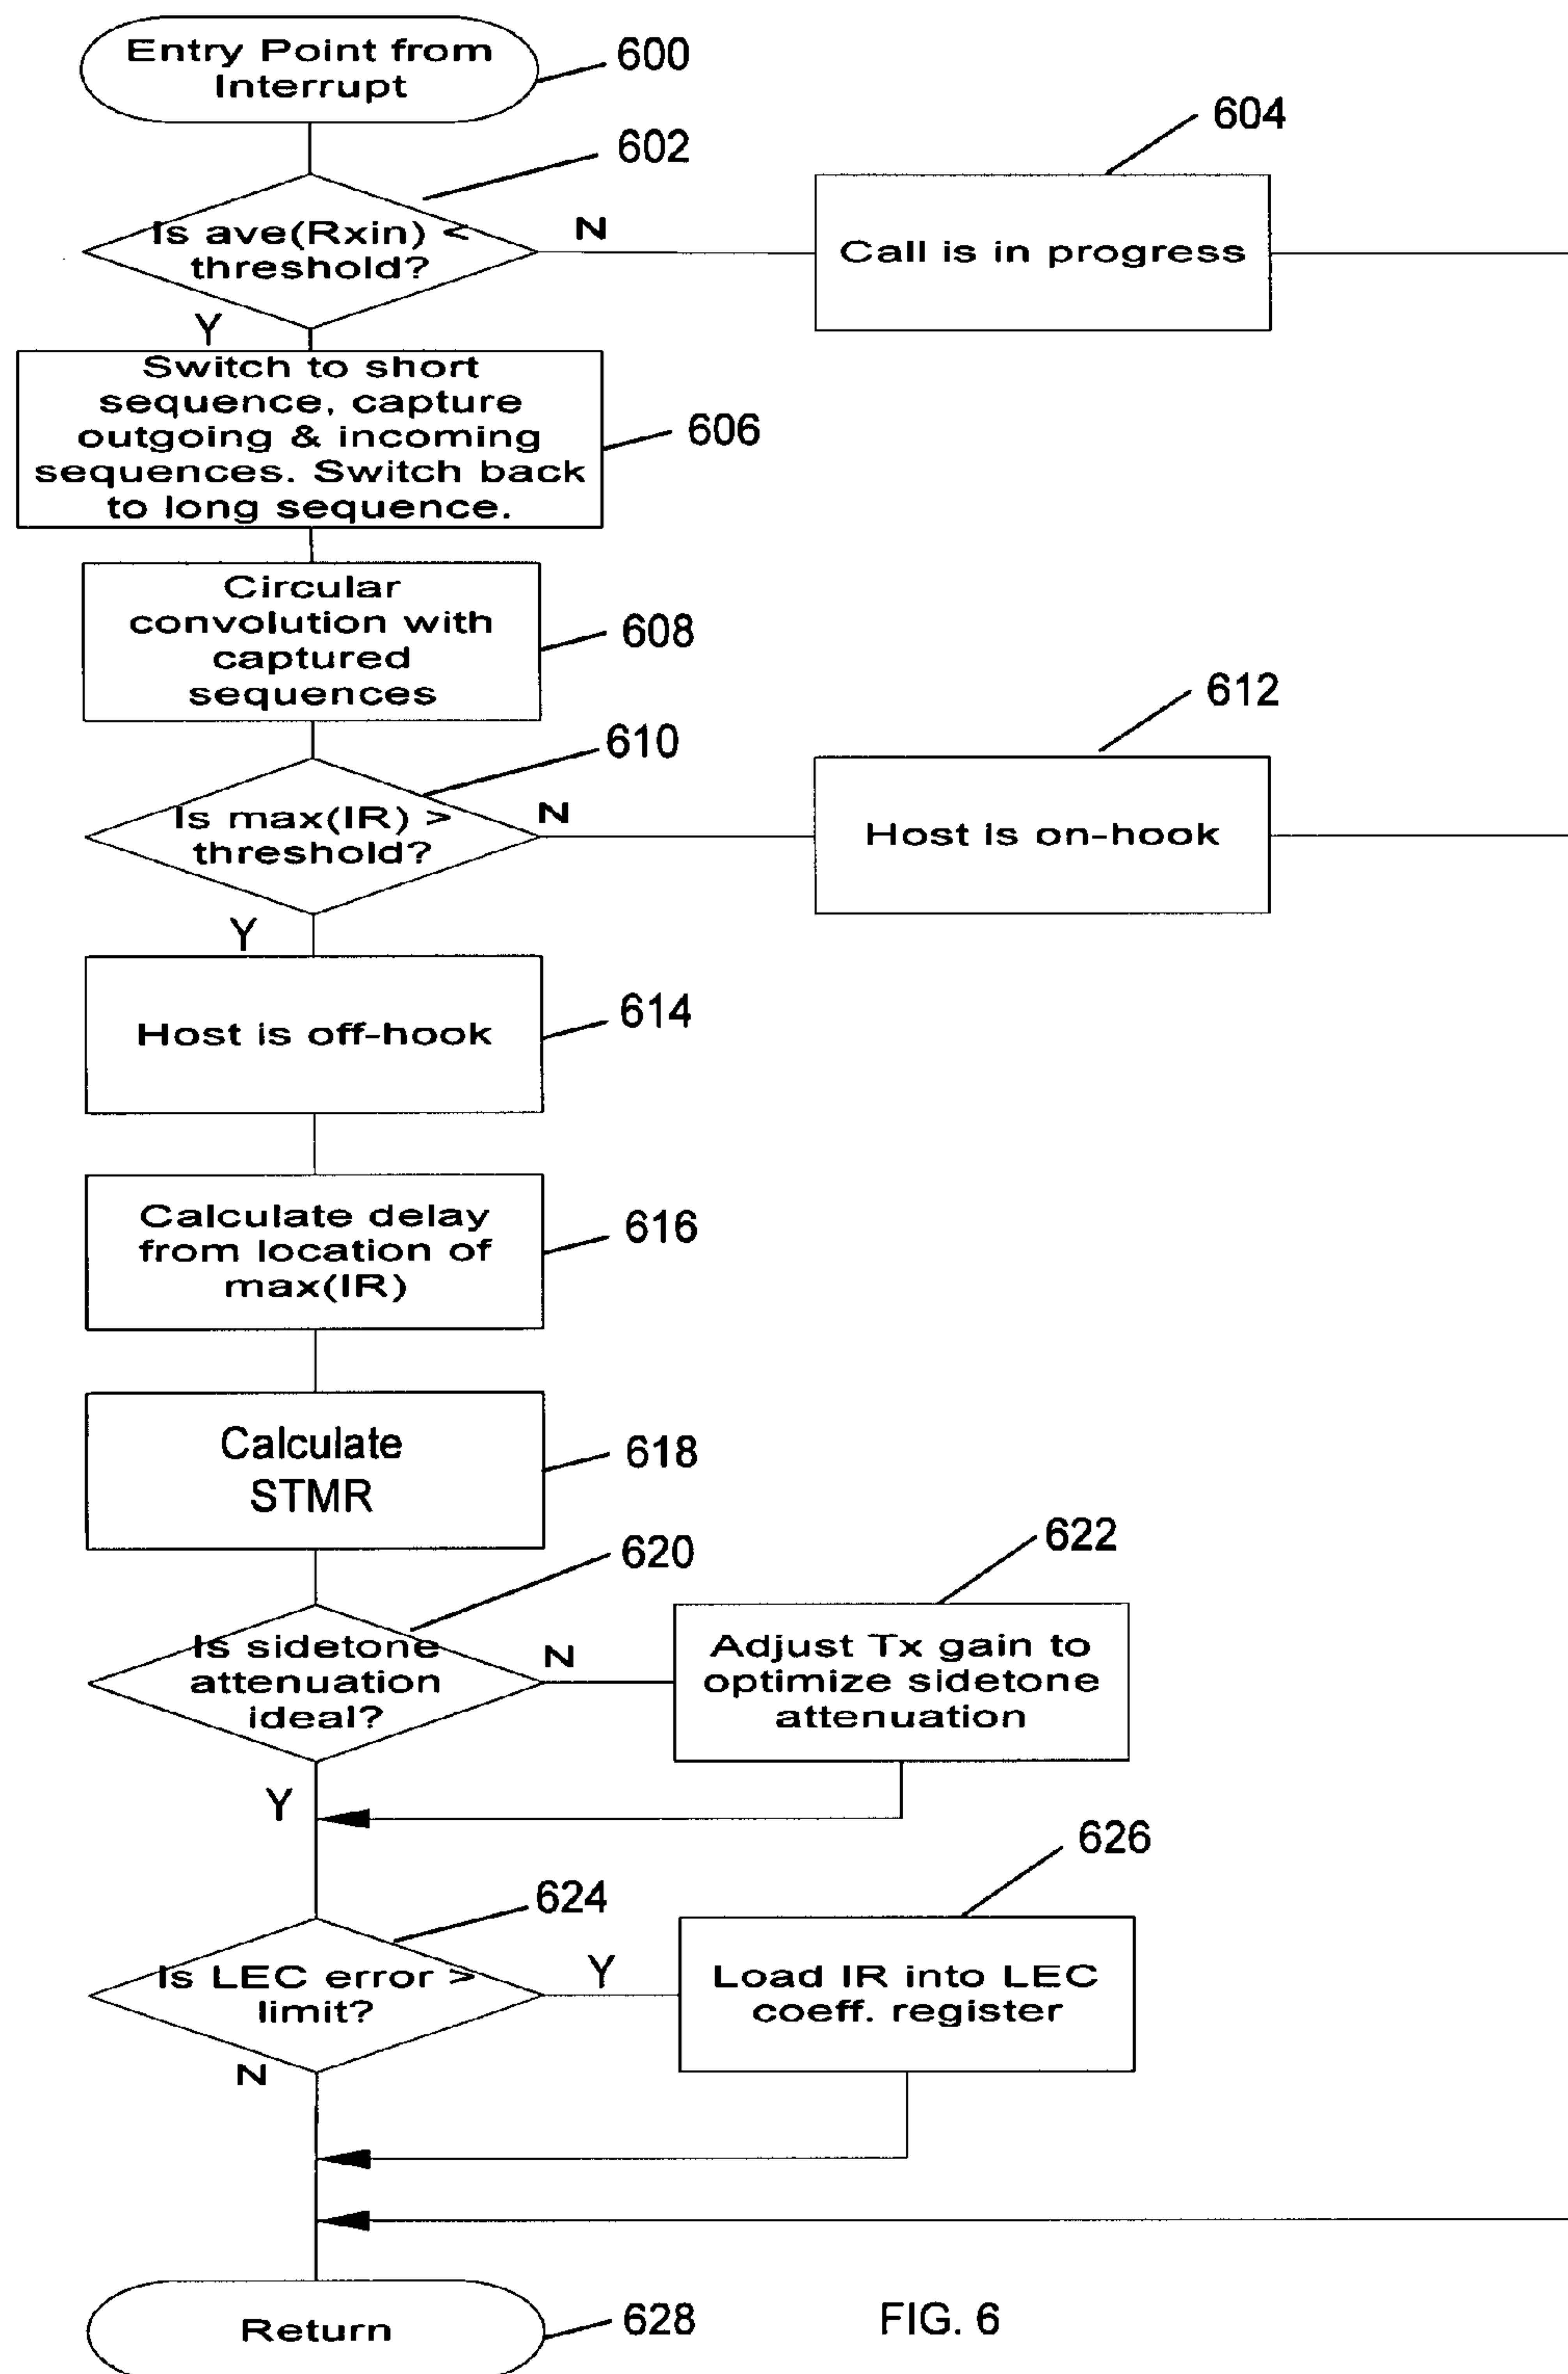 Entry Point from
Interrupt
600
602
604
Is ave(Rxin) <
threshold?
N
Call is in progress
Y
Switch to short
sequence, capture
outgoing & incoming
sequences. Switch back
to long sequence.
606
Circular
convolution with
captured
sequences
608
610
612
Is max(IR) >
threshold?
N
Host is on-hook
Y
Host is off-hook
614
Calculate delay
from location of
max(IR)
616
Calculate
STMR
618
620
622
Is sidetone
attenuation
ideal?
N
Adjust Tx gain to
optimize sidetone
attenuation
Y
624
626
Is LEC error >
limit?
Y
Load IR into LEC
coeff. register
N
Return
628
FIG. 6